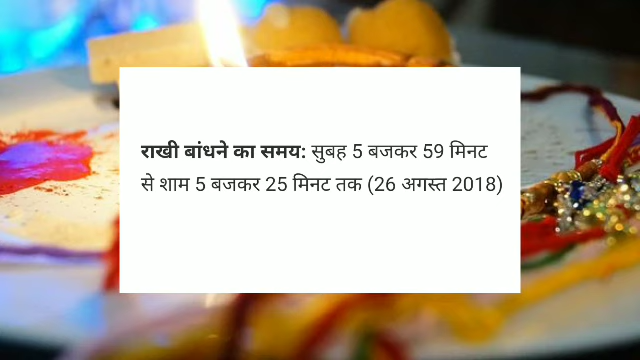 राखी बांधने का समय: सुबह 5 बजकर 59 मिनट
से शाम 5 बजकर 25 मिनट तक (26 अगस्त 2018)